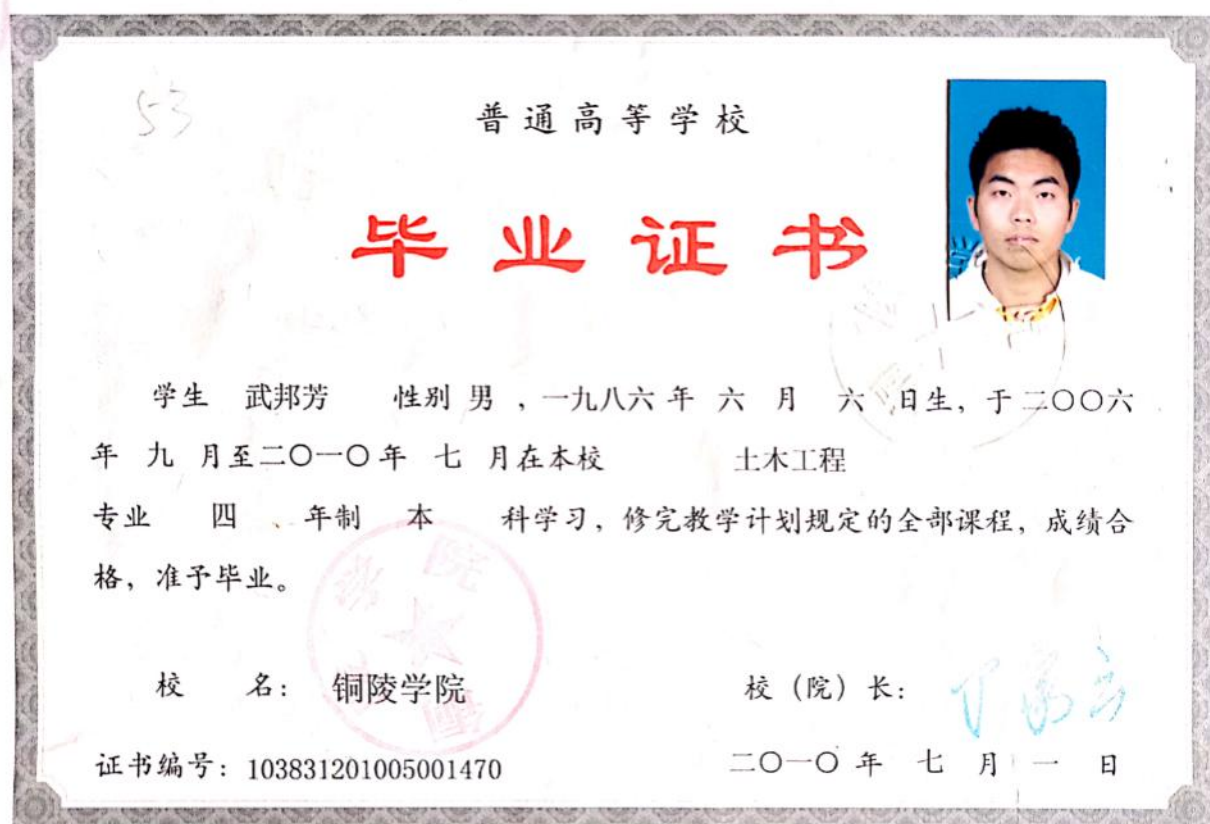 53
普通高等学校
毕业证书
学生 武邦芳 性别 男 ，一九八六 年 六 月 六 日生，于 二〇〇六
年 九 月至二〇一〇年 七 月在本校 土木工程
专业 四 、 年制 本 科学习，修完教学计划规定的全部课程，成绩合
格，准予毕业。
校 名： 铜陵学院 校（院）长：
证书编号：103831201005001470 二〇一〇 年 七 月 一 日